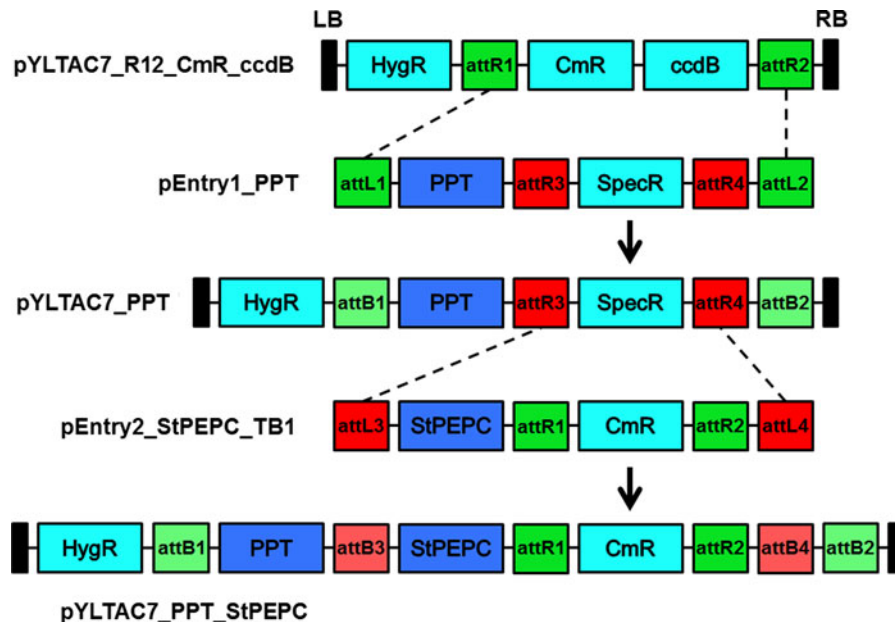 LB RB
pYLTAC7_R12_CmR_ccdB HygR attR1 CmR ccdB attR2
pEntry1_PPT attL1 PPT attR3 SpecR attR4 attL2
pYLTAC7_PPT HygR attB1 PPT attR3 SpecR attR4 attB2
pEntry2_StPEPC_TB1 attL3 StPEPC attR1 CmR attR2 attL4
HygR attB1 PPT attB3 StPEPC attR1 CmR attR2 attB4 attB2
pYLTAC7_PPT_StPEPC